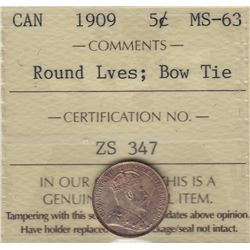 CAN 1909 5¢ MS-63
— COMMENTS —
Round Lves; Bow Tie
— CERTIFICATION NO. —
ZS 347
IN OUR THIS IS A
GENUIN ITEM.
Tampering with this se dates above opinion.
Have holder replaced kage/seal not intact.